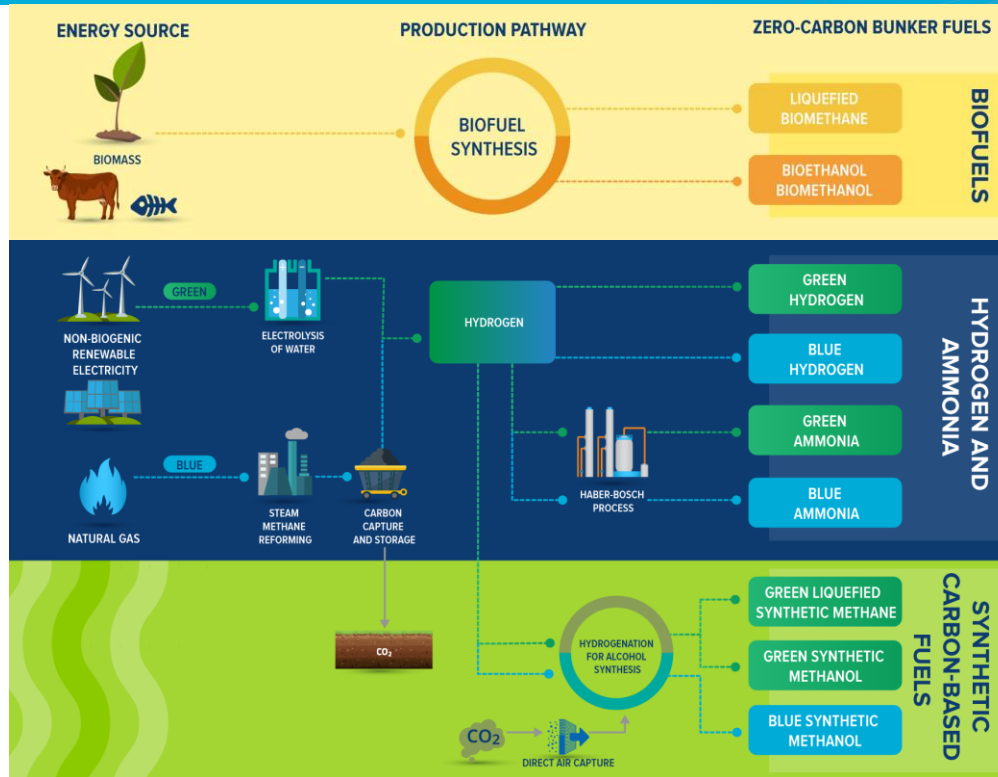 ENERGY SOURCE
PRODUCTION PATHWAY
ZERO-CARBON BUNKER FUELS
BIOMASS
BIOFUEL
SYNTHESIS
LIQUEFIED
BIOMETHANE
BIOETHANOL
BIOMETHANOL
BIOFUELS
NON-BIOGENIC
RENEWABLE
ELECTRICITY
GREEN
ELECTROLYSIS
OF WATER
NATURAL GAS
BLUE
STEAM
METHANE
REFORMING
CARBON
CAPTURE
AND STORAGE
HYDROGEN
HABER-BOSCH
PROCESS
GREEN
HYDROGEN
BLUE
HYDROGEN
GREEN
AMMONIA
BLUE
AMMONIA
HYDROGEN AND
AMMONIA
CO₂
HYDROGENATION
FOR ALCOHOL
SYNTHESIS
CO₂
DIRECT AIR CAPTURE
GREEN LIQUEFIED
SYNTHETIC METHANE
GREEN SYNTHETIC
METHANOL
BLUE SYNTHETIC
METHANOL
SYNTHETIC
CARBON-BASED
FUELS